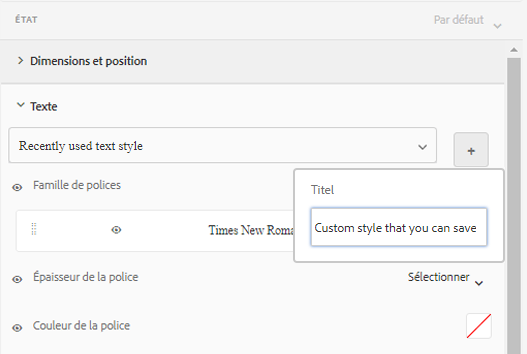 ÉTAT
Par défaut
Dimensions et position
Texte
Recently used text style
+
Famille de polices
Titel
Custom style that you can save
Times New Roma
Épaisseur de la police
Sélectionner
Couleur de la police